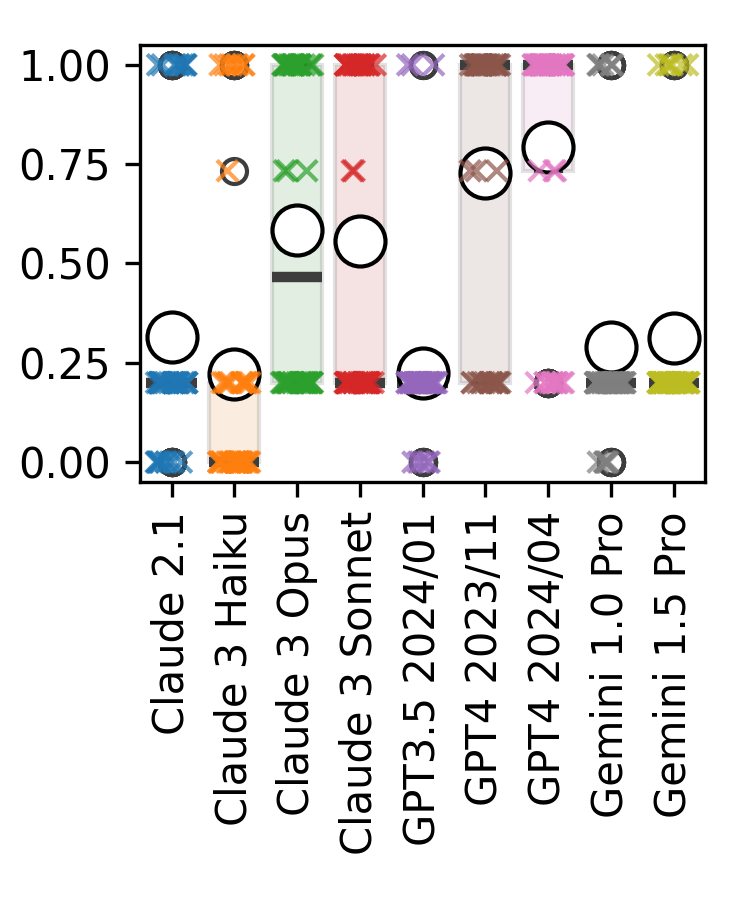 1.00
0.75
0.50
0.25
0.00
Claude 2.1
Claude 3 Haiku
Claude 3 Opus
Claude 3 Sonnet
GPT3.5 2024/01
GPT4 2023/11
GPT4 2024/04
Gemini 1.0 Pro
Gemini 1.5 Pro